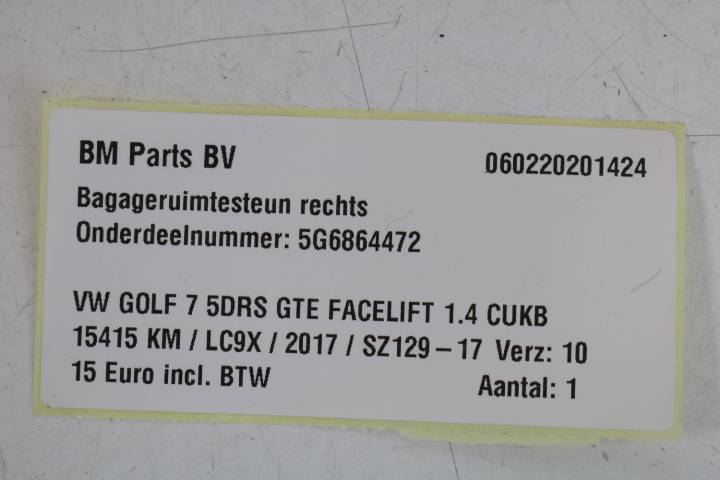 BM Parts BV 060220201424
Bagageruimtesteun rechts
Onderdeelnummer: 5G6864472
VW GOLF 7 5DRS GTE FACELIFT 1.4 CUKB
15415 KM / LC9X / 2017 / SZ129-17 Verz: 10
15 Euro incl. BTW Aantal: 1